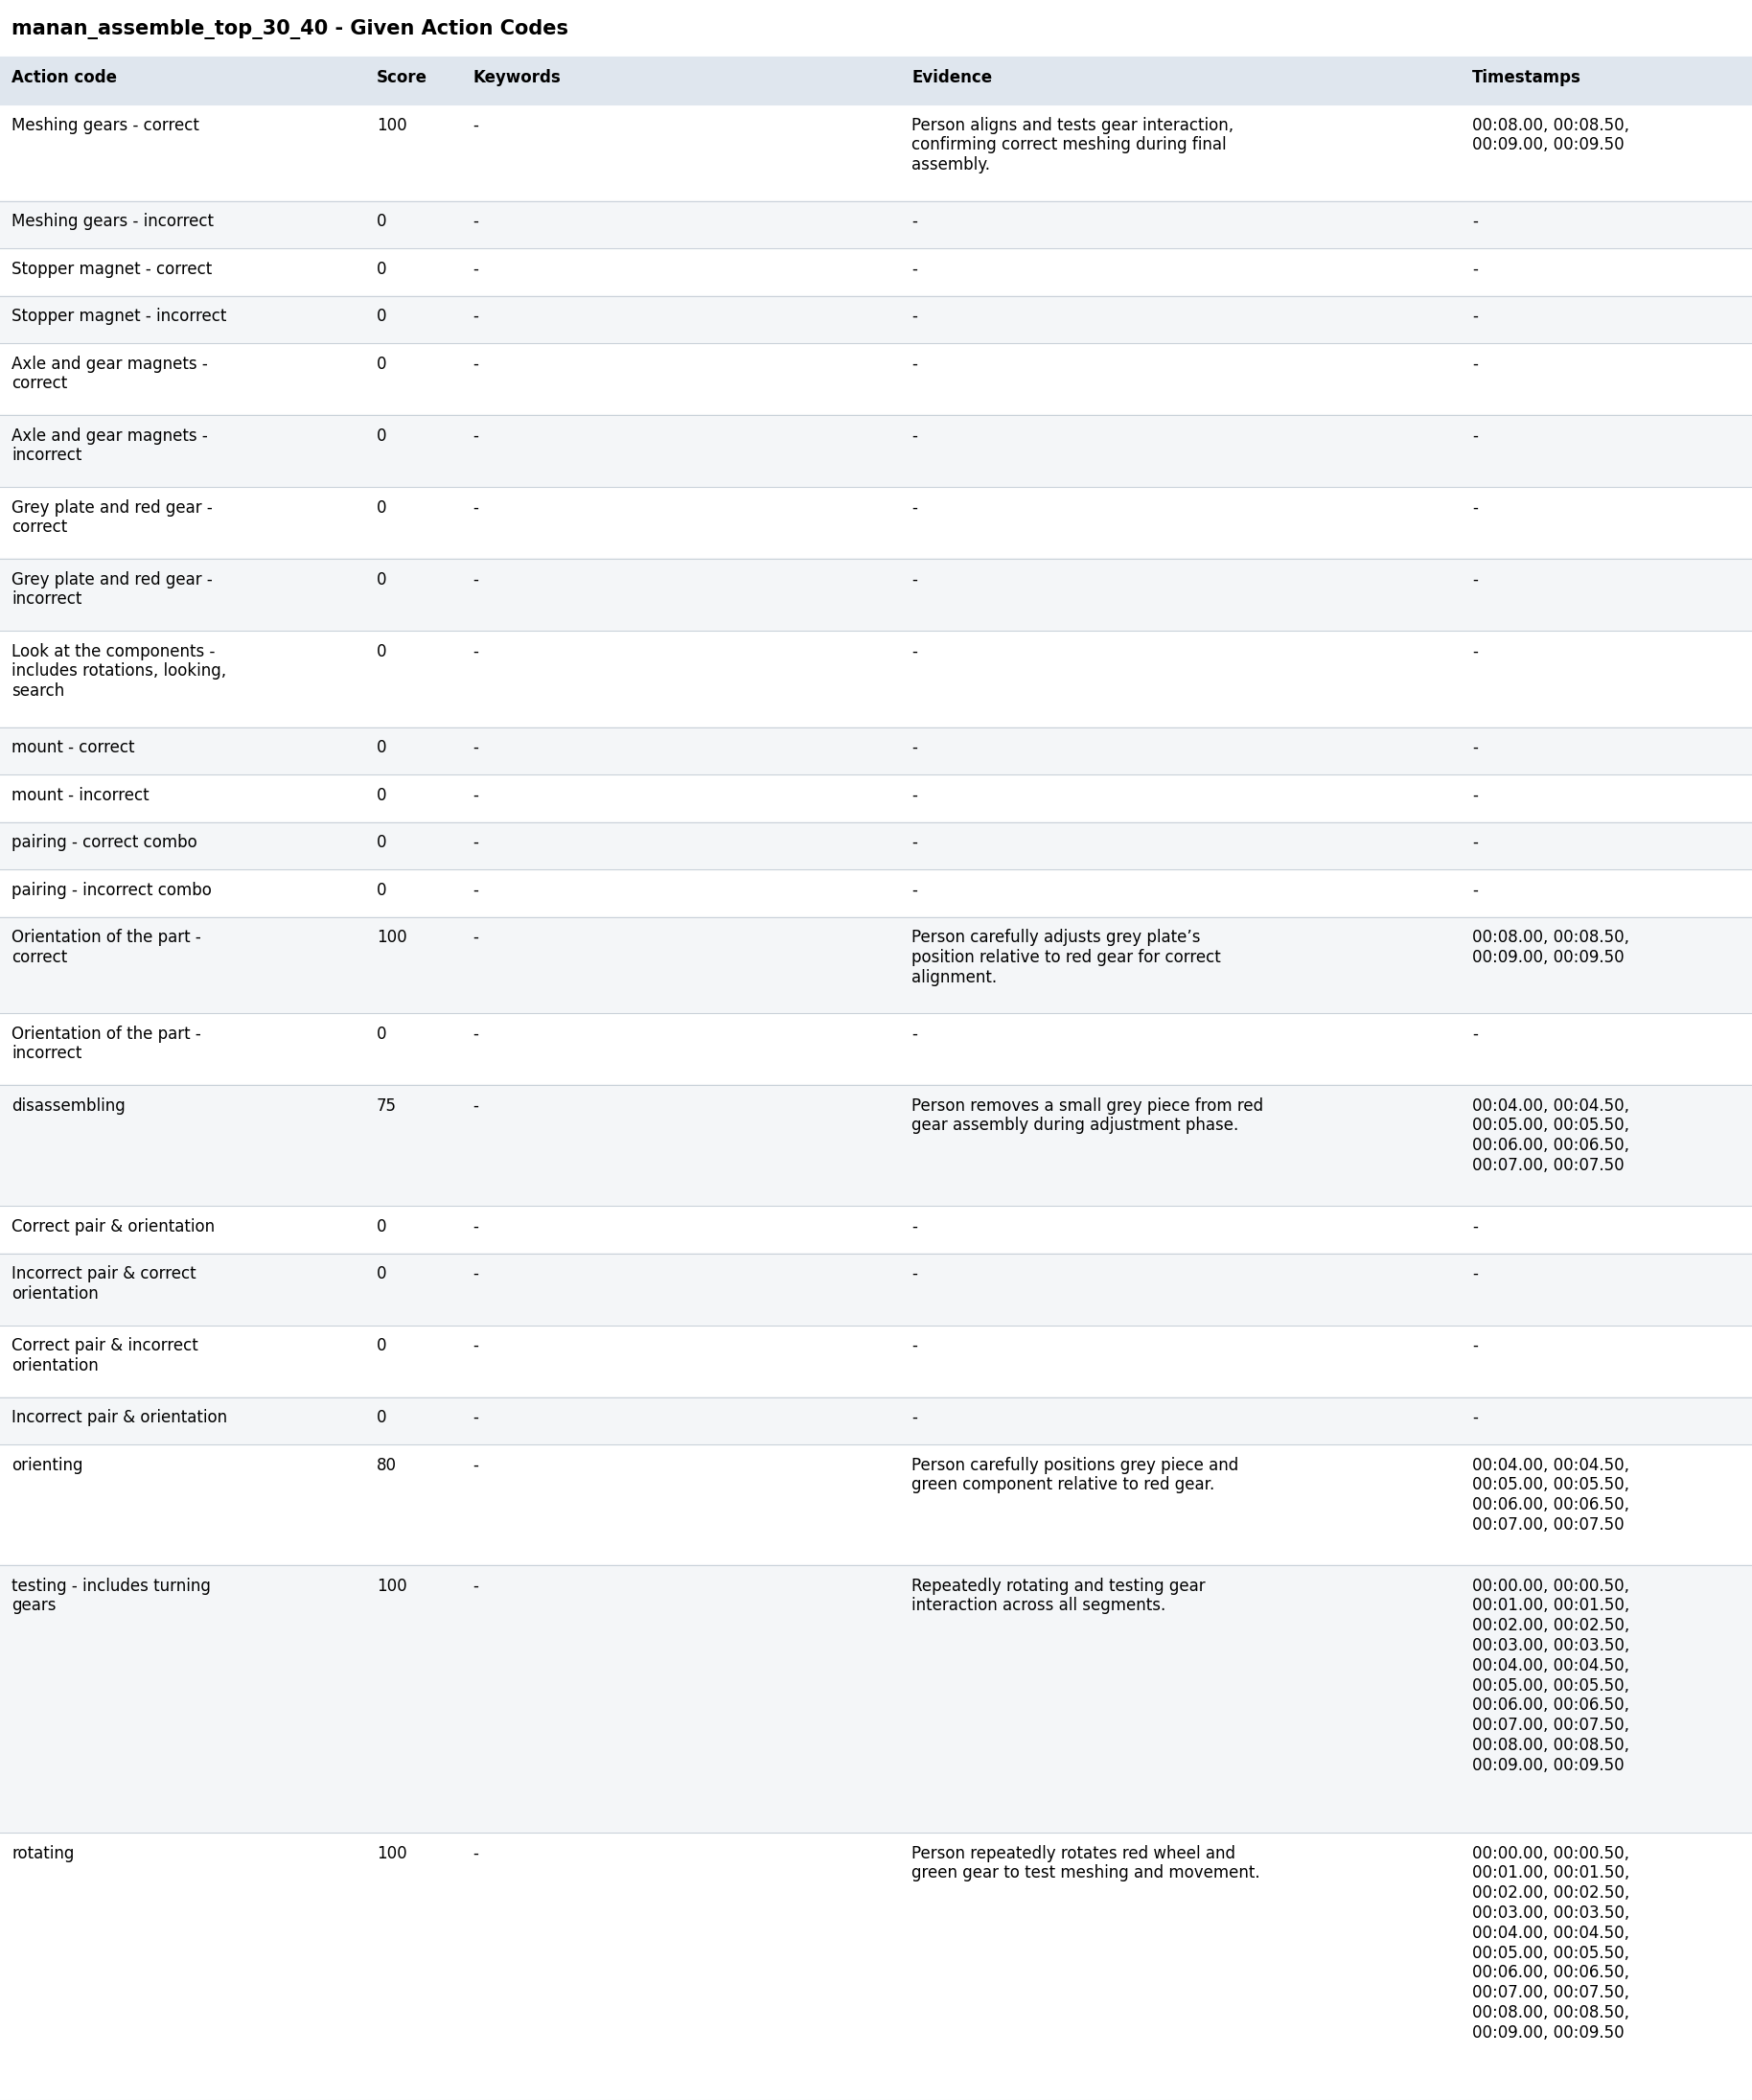 manan_assemble_top_30_40 - Given Action Codes
Action code Score Keywords Evidence Timestamps
Meshing gears - correct 100 - Person aligns and tests gear interaction, 00:08.00, 00:08.50,
confirming correct meshing during final 00:09.00, 00:09.50
assembly.
Meshing gears - incorrect 0 - - -
Stopper magnet - correct 0 - - -
Stopper magnet - incorrect 0 - - -
Axle and gear magnets - 0 - - -
correct
Axle and gear magnets - 0 - - -
incorrect
Grey plate and red gear - 0 - - -
correct
Grey plate and red gear - 0 - - -
incorrect
Look at the components - 0 - - -
includes rotations, looking,
search
mount - correct 0 - - -
mount - incorrect 0 - - -
pairing - correct combo 0 - - -
pairing - incorrect combo 0 - - -
Orientation of the part - 100 - Person carefully adjusts grey plate’s 00:08.00, 00:08.50,
correct position relative to red gear for correct 00:09.00, 00:09.50
alignment.
Orientation of the part - 0 - - -
incorrect
disassembling 75 - Person removes a small grey piece from red 00:04.00, 00:04.50,
gear assembly during adjustment phase. 00:05.00, 00:05.50,
00:06.00, 00:06.50,
00:07.00, 00:07.50
Correct pair & orientation 0 - - -
Incorrect pair & correct 0 - - -
orientation
Correct pair & incorrect 0 - - -
orientation
Incorrect pair & orientation 0 - - -
orienting 80 - Person carefully positions grey piece and 00:04.00, 00:04.50,
green component relative to red gear. 00:05.00, 00:05.50,
00:06.00, 00:06.50,
00:07.00, 00:07.50
testing - includes turning 100 - Repeatedly rotating and testing gear 00:00.00, 00:00.50,
gears interaction across all segments. 00:01.00, 00:01.50,
00:02.00, 00:02.50,
00:03.00, 00:03.50,
00:04.00, 00:04.50,
00:05.00, 00:05.50,
00:06.00, 00:06.50,
00:07.00, 00:07.50,
00:08.00, 00:08.50,
00:09.00, 00:09.50
rotating 100 - Person repeatedly rotates red wheel and 00:00.00, 00:00.50,
green gear to test meshing and movement. 00:01.00, 00:01.50,
00:02.00, 00:02.50,
00:03.00, 00:03.50,
00:04.00, 00:04.50,
00:05.00, 00:05.50,
00:06.00, 00:06.50,
00:07.00, 00:07.50,
00:08.00, 00:08.50,
00:09.00, 00:09.50